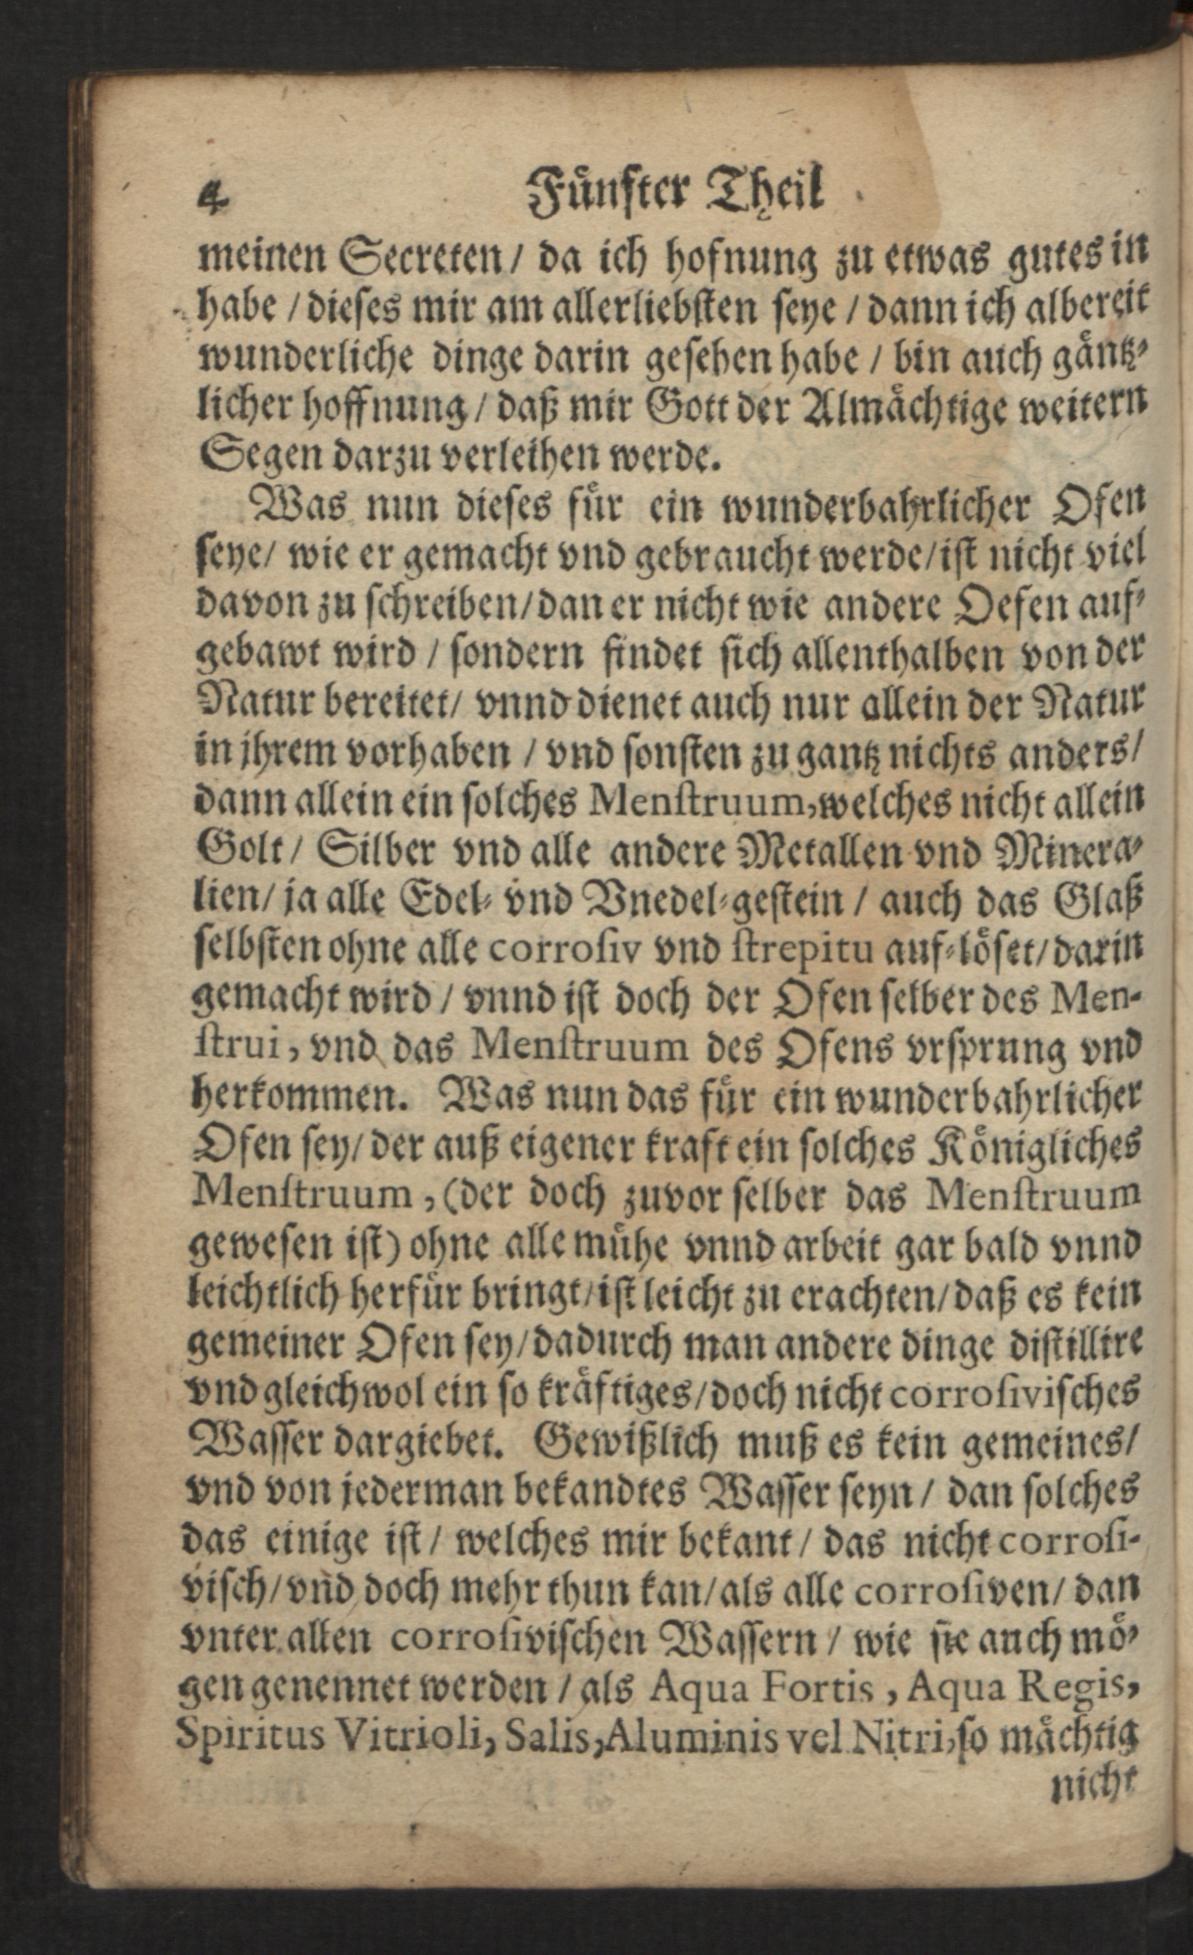 4 Fünfter Theil
meinen Secreten / da ich hofnung zu etwas gutes in
habe / dieses mir am allerliebsten seye / dann ich albereit
wunderliche dinge darin gesehen habe / bin auch gäntz-
licher hoffnung / daß mir Gott der Almächtige weitern
Segen darzu verleihen werde.
Was nun dieses für ein wunderbahrlicher Ofen
seye/ wie er gemacht vnd gebraucht werde/ist nicht viel
davon zu schreiben/dan er nicht wie andere Oefen auf-
gebawt wird / sondern findet sich allenthalben von der
Natur bereitet/ vnnd dienet auch nur allein der Natur
in jhrem vorhaben / vnd sonsten zu gantz nichts anders/
dann allein ein solches Menstruum, welches nicht allein
Golt/ Silber vnd alle andere Metallen vnd Minera-
lien/ ja alle Edel- vnd Vnedel-gestein / auch das Glaß
selbsten ohne alle corrosiv vnd strepitu auf-löset/darin
gemacht wird / vnnd ist doch der Ofen selber des Men-
strui, vnd das Menstruum des Ofens vrsprung vnd
herkommen. Was nun das für ein wunderbahrlicher
Ofen sey/der auß eigener kraft ein solches Königliches
Menstruum, (der doch zuvor selber das Menstruum
gewesen ist) ohne alle mühe vnnd arbeit gar bald vnnd
leichtlich herfür bringt/ist leicht zu erachten/daß es kein
gemeiner Ofen sey/dadurch man andere dinge distillire
vnd gleichwol ein so kräftiges/doch nicht corrosivisches
Wasser dargiebet. Gewißlich muß es kein gemeines/
vnd von jederman bekandtes Wasser seyn / dan solches
das einige ist/ welches mir bekant / das nicht corrosi-
visch/vnd doch mehr thun kan/als alle corrosiven/ dan
vnter allen corrosivischen Wassern / wie sie auch mö-
gen genennet werden / als Aqua Fortis, Aqua Regis,
Spiritus Vitrioli, Salis, Aluminis vel Nitri, so mächtig
nicht